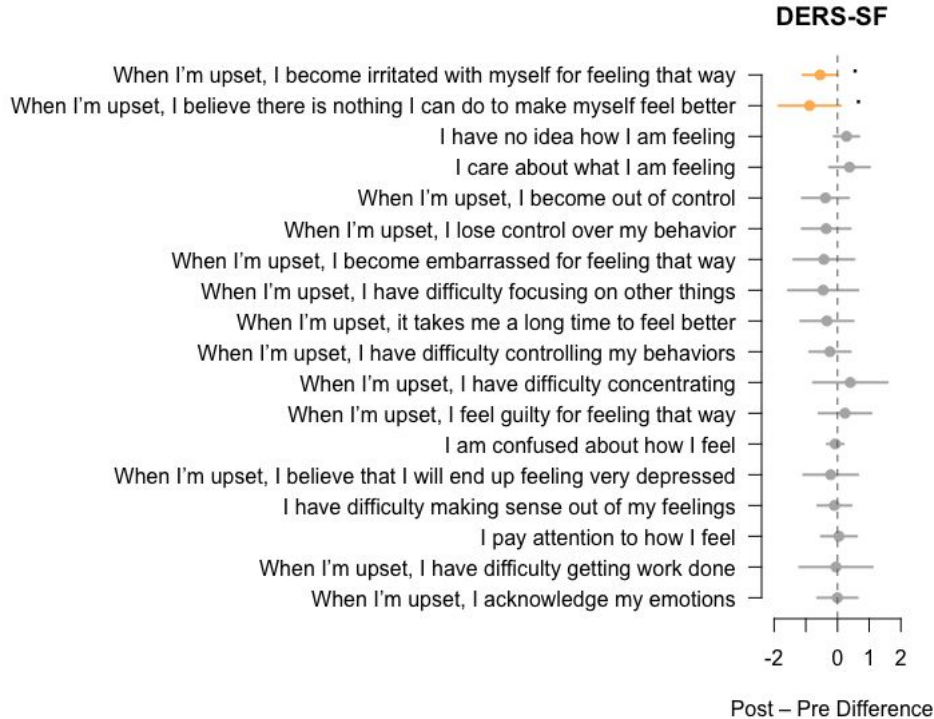 DERS-SF
When I'm upset, I become irritated with myself for feeling that way
When I'm upset, I believe there is nothing I can do to make myself feel better
I have no idea how I am feeling
I care about what I am feeling
When I'm upset, I become out of control
When I'm upset, I lose control over my behavior
When I'm upset, I become embarrassed for feeling that way
When I'm upset, I have difficulty focusing on other things
When I'm upset, it takes me a long time to feel better
When I'm upset, I have difficulty controlling my behaviors
When I'm upset, I have difficulty concentrating
When I'm upset, I feel guilty for feeling that way
I am confused about how I feel
When I'm upset, I believe that I will end up feeling very depressed
I have difficulty making sense out of my feelings
I pay attention to how I feel
When I'm upset, I have difficulty getting work done
When I'm upset, I acknowledge my emotions
-2 0 1 2
Post – Pre Difference